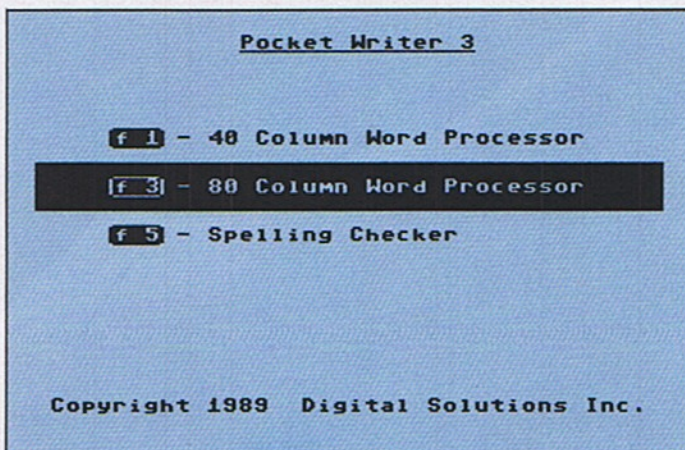 Pocket Writer 3
f 1 - 40 Column Word Processor
f 3 - 80 Column Word Processor
f 5 - Spelling Checker
Copyright 1989  Digital Solutions Inc.